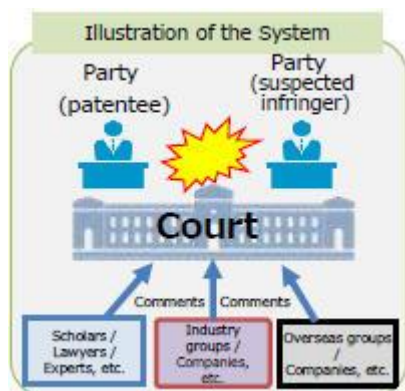 Illustration of the System
Party
(patentee)
Party
(suspected
infringer)
Court
Comments
Comments
Scholars /
Lawyers /
Experts, etc.
Industry
groups /
Companies,
etc.
Overseas groups
/
Companies, etc.